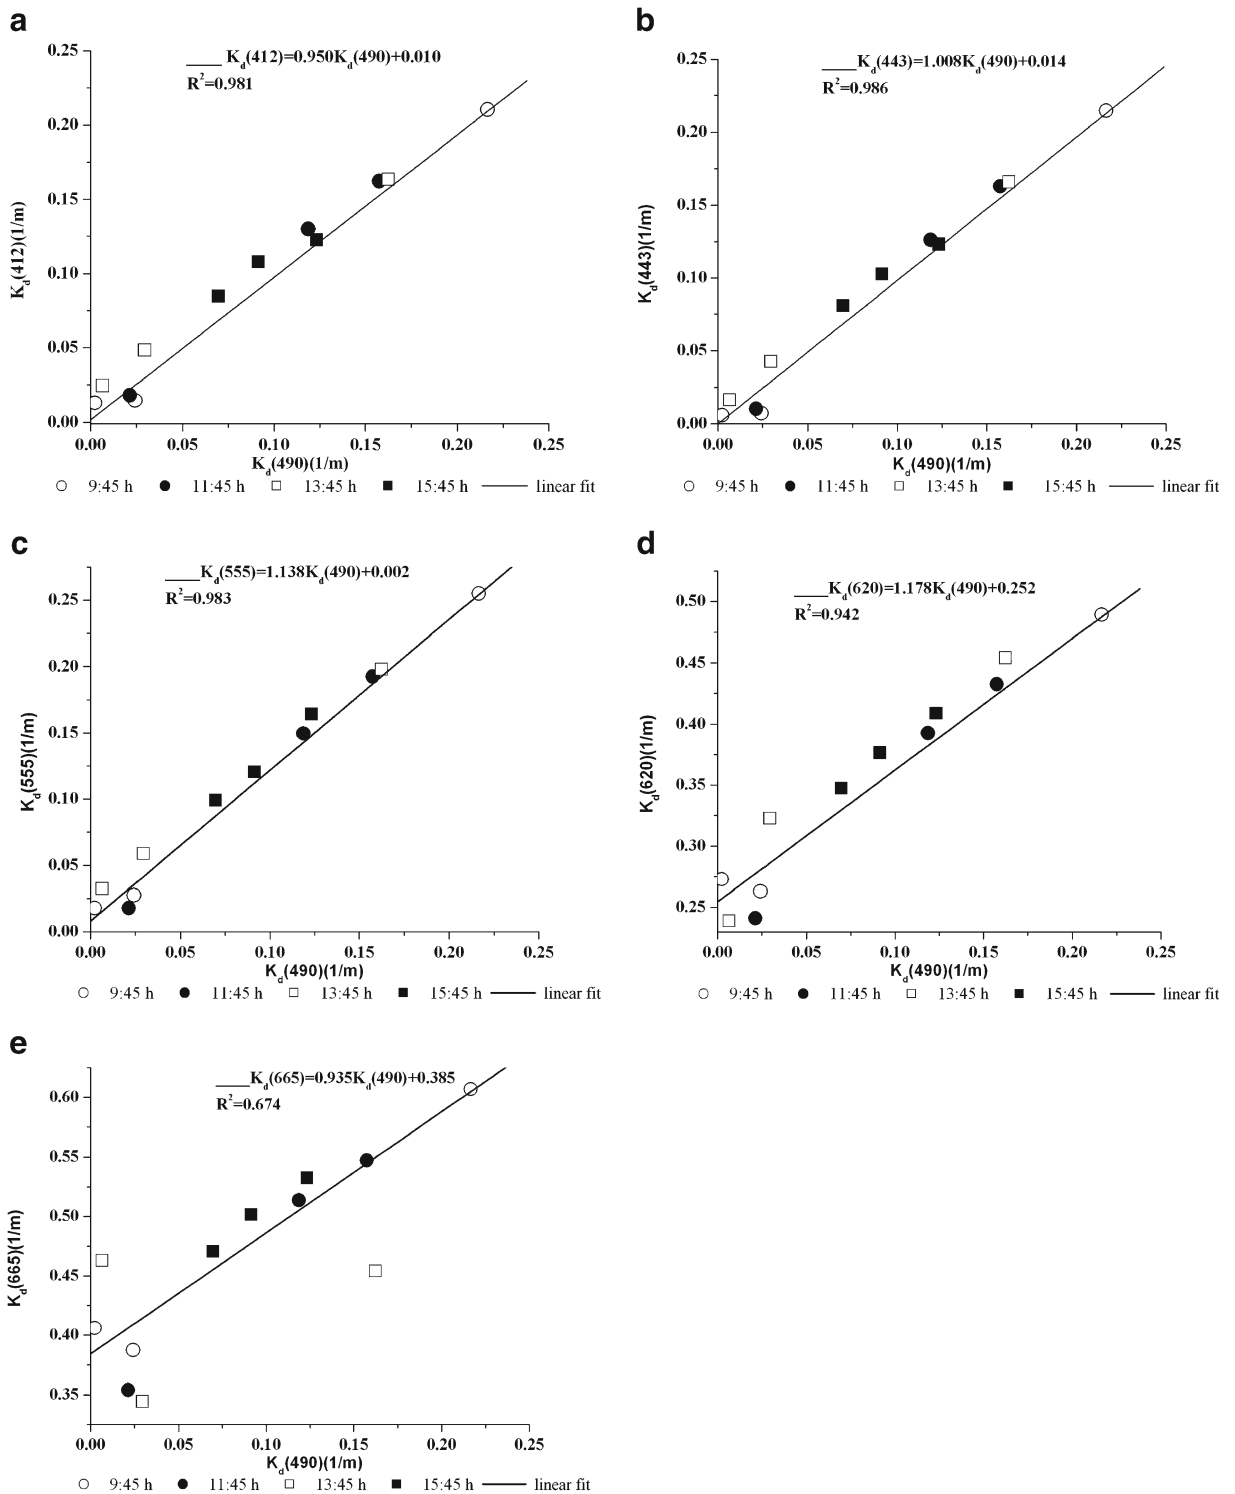 a
K_d(412)=0.950K_d(490)+0.010
R²=0.981
0.25
0.20
0.15
0.10
0.05
0.00
K_d(412)(1/m)
0.00 0.05 0.10 0.15 0.20 0.25
K_d(490)(1/m)
9:45 h 11:45 h 13:45 h 15:45 h linear fit
b
K_d(443)=1.008K_d(490)+0.014
R²=0.986
0.25
0.20
0.15
0.10
0.05
0.00
K_d(443)(1/m)
0.00 0.05 0.10 0.15 0.20 0.25
K_d(490)(1/m)
9:45 h 11:45 h 13:45 h 15:45 h linear fit
c
K_d(555)=1.138K_d(490)+0.002
R²=0.983
0.25
0.20
0.15
0.10
0.05
0.00
K_d(555)(1/m)
0.00 0.05 0.10 0.15 0.20 0.25
K_d(490)(1/m)
9:45 h 11:45 h 13:45 h 15:45 h linear fit
d
K_d(620)=1.178K_d(490)+0.252
R²=0.942
0.50
0.45
0.40
0.35
0.30
0.25
K_d(620)(1/m)
0.00 0.05 0.10 0.15 0.20 0.25
K_d(490)(1/m)
9:45 h 11:45 h 13:45 h 15:45 h linear fit
e
K_d(665)=0.935K_d(490)+0.385
R²=0.674
0.60
0.55
0.50
0.45
0.40
0.35
K_d(665)(1/m)
0.00 0.05 0.10 0.15 0.20 0.25
K_d(490)(1/m)
9:45 h 11:45 h 13:45 h 15:45 h linear fit